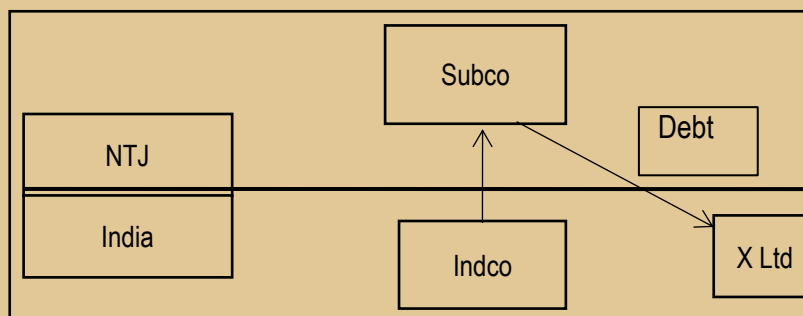 Subco
Debt
NTJ
India
Indco
X Ltd